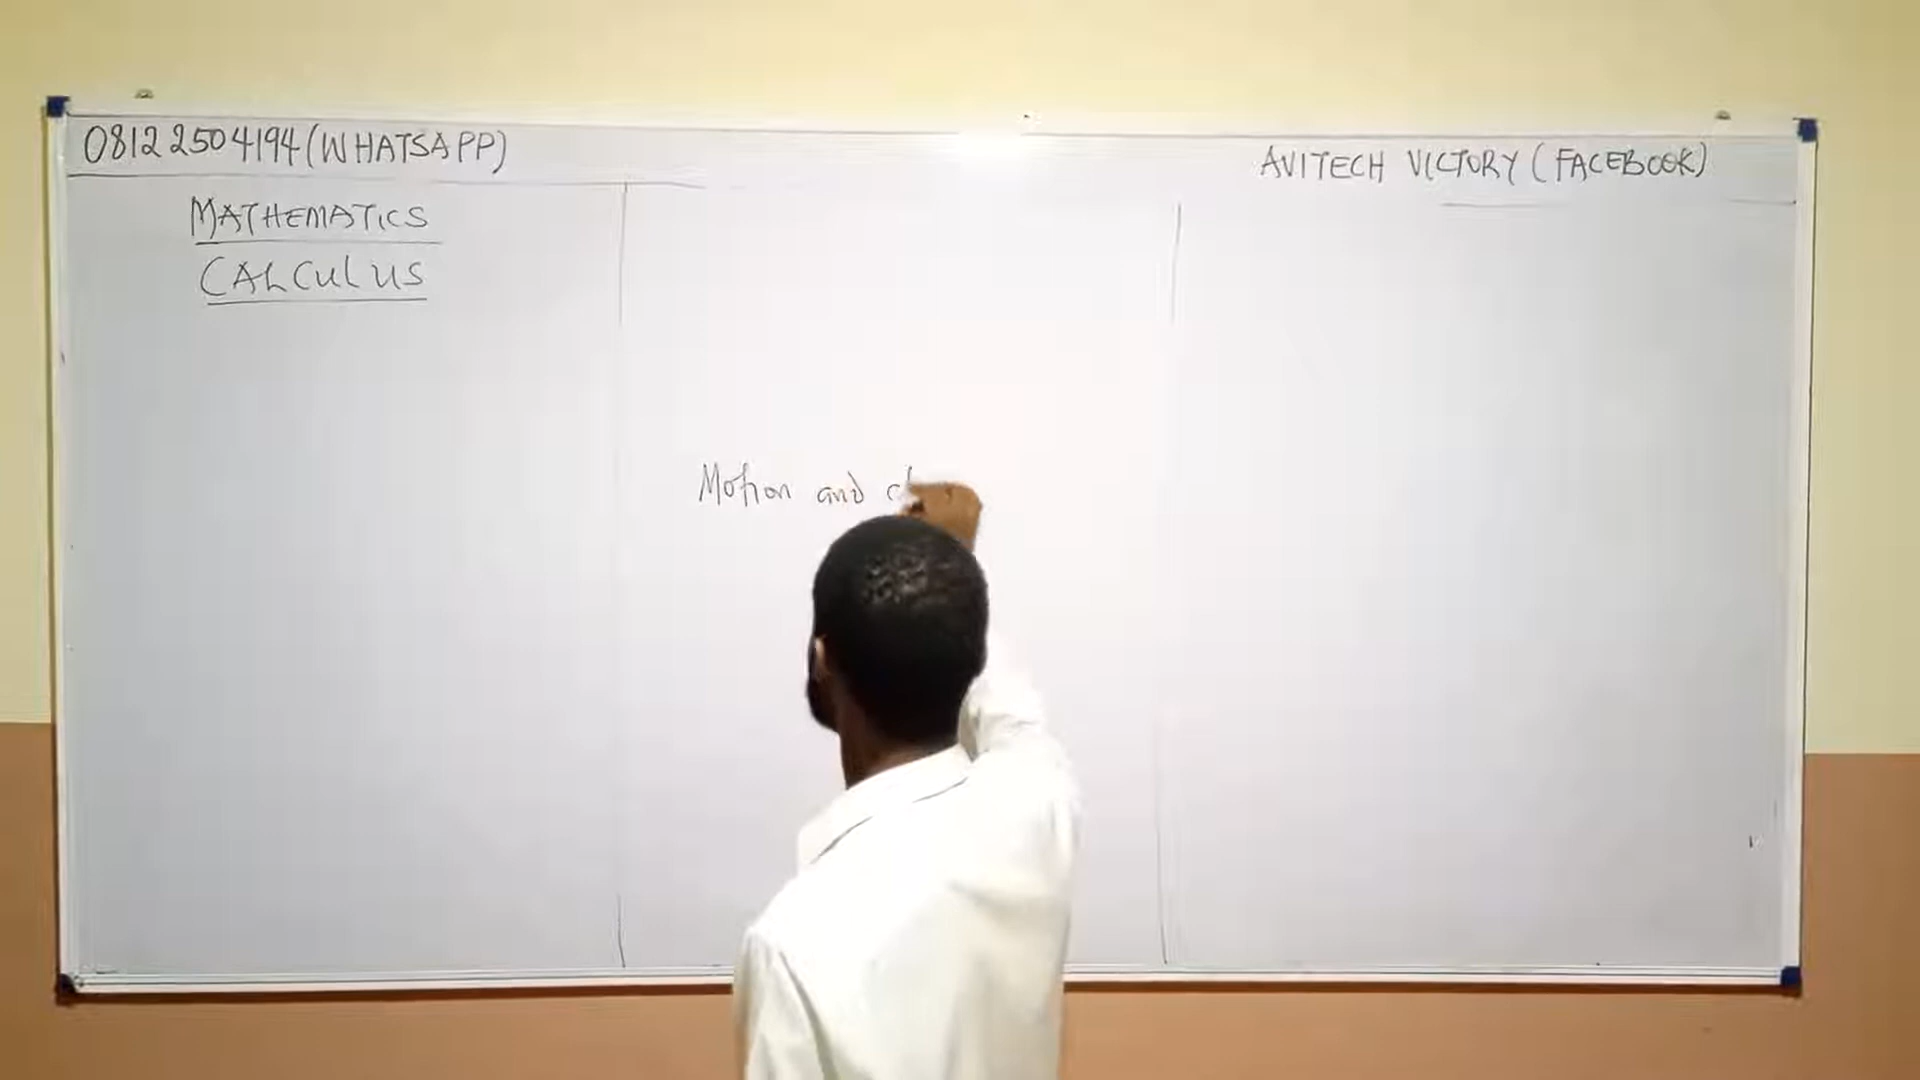 08122504194(WHATSAPP)
AVITECH VICTORY (FACEBOOK)
MATHEMATICS
CALCULUS
Motion and